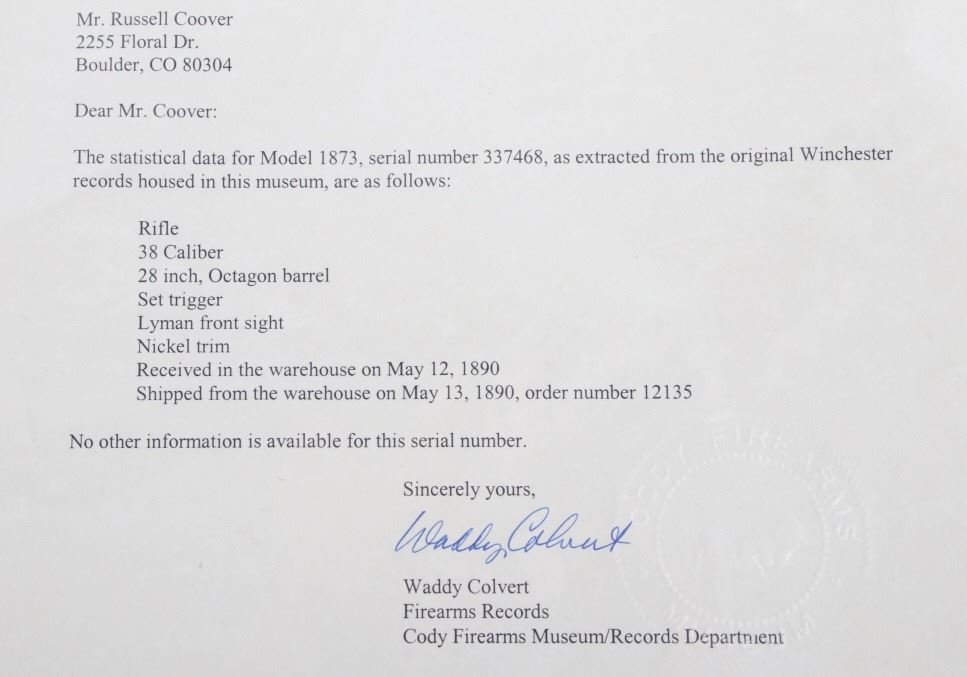 Mr. Russell Coover
2255 Floral Dr.
Boulder, CO 80304
Dear Mr. Coover:
The statistical data for Model 1873, serial number 337468, as extracted from the original Winchester
records housed in this museum, are as follows:
Rifle
38 Caliber
28 inch, Octagon barrel
Set trigger
Lyman front sight
Nickel trim
Received in the warehouse on May 12, 1890
Shipped from the warehouse on May 13, 1890, order number 12135
No other information is available for this serial number.
Sincerely yours,
Waddy Colvert
Waddy Colvert
Firearms Records
Cody Firearms Museum/Records Department
CODY FIREARMS